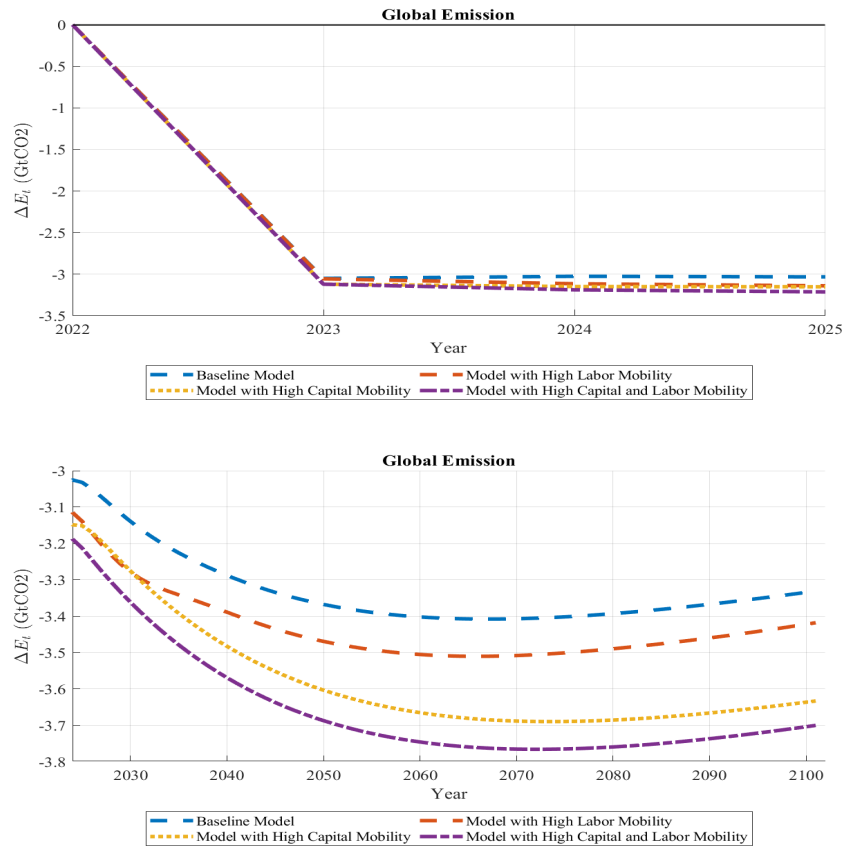 Global Emission
0
-0.5
-1
-1.5
-2
-2.5
-3
-3.5
ΔE_t (GtCO2)
2022 2023 2024 2025
Year
Baseline Model Model with High Labor Mobility
Model with High Capital Mobility Model with High Capital and Labor Mobility
Global Emission
-3
-3.1
-3.2
-3.3
-3.4
-3.5
-3.6
-3.7
-3.8
ΔE_t (GtCO2)
2030 2040 2050 2060 2070 2080 2090 2100
Year
Baseline Model Model with High Labor Mobility
Model with High Capital Mobility Model with High Capital and Labor Mobility